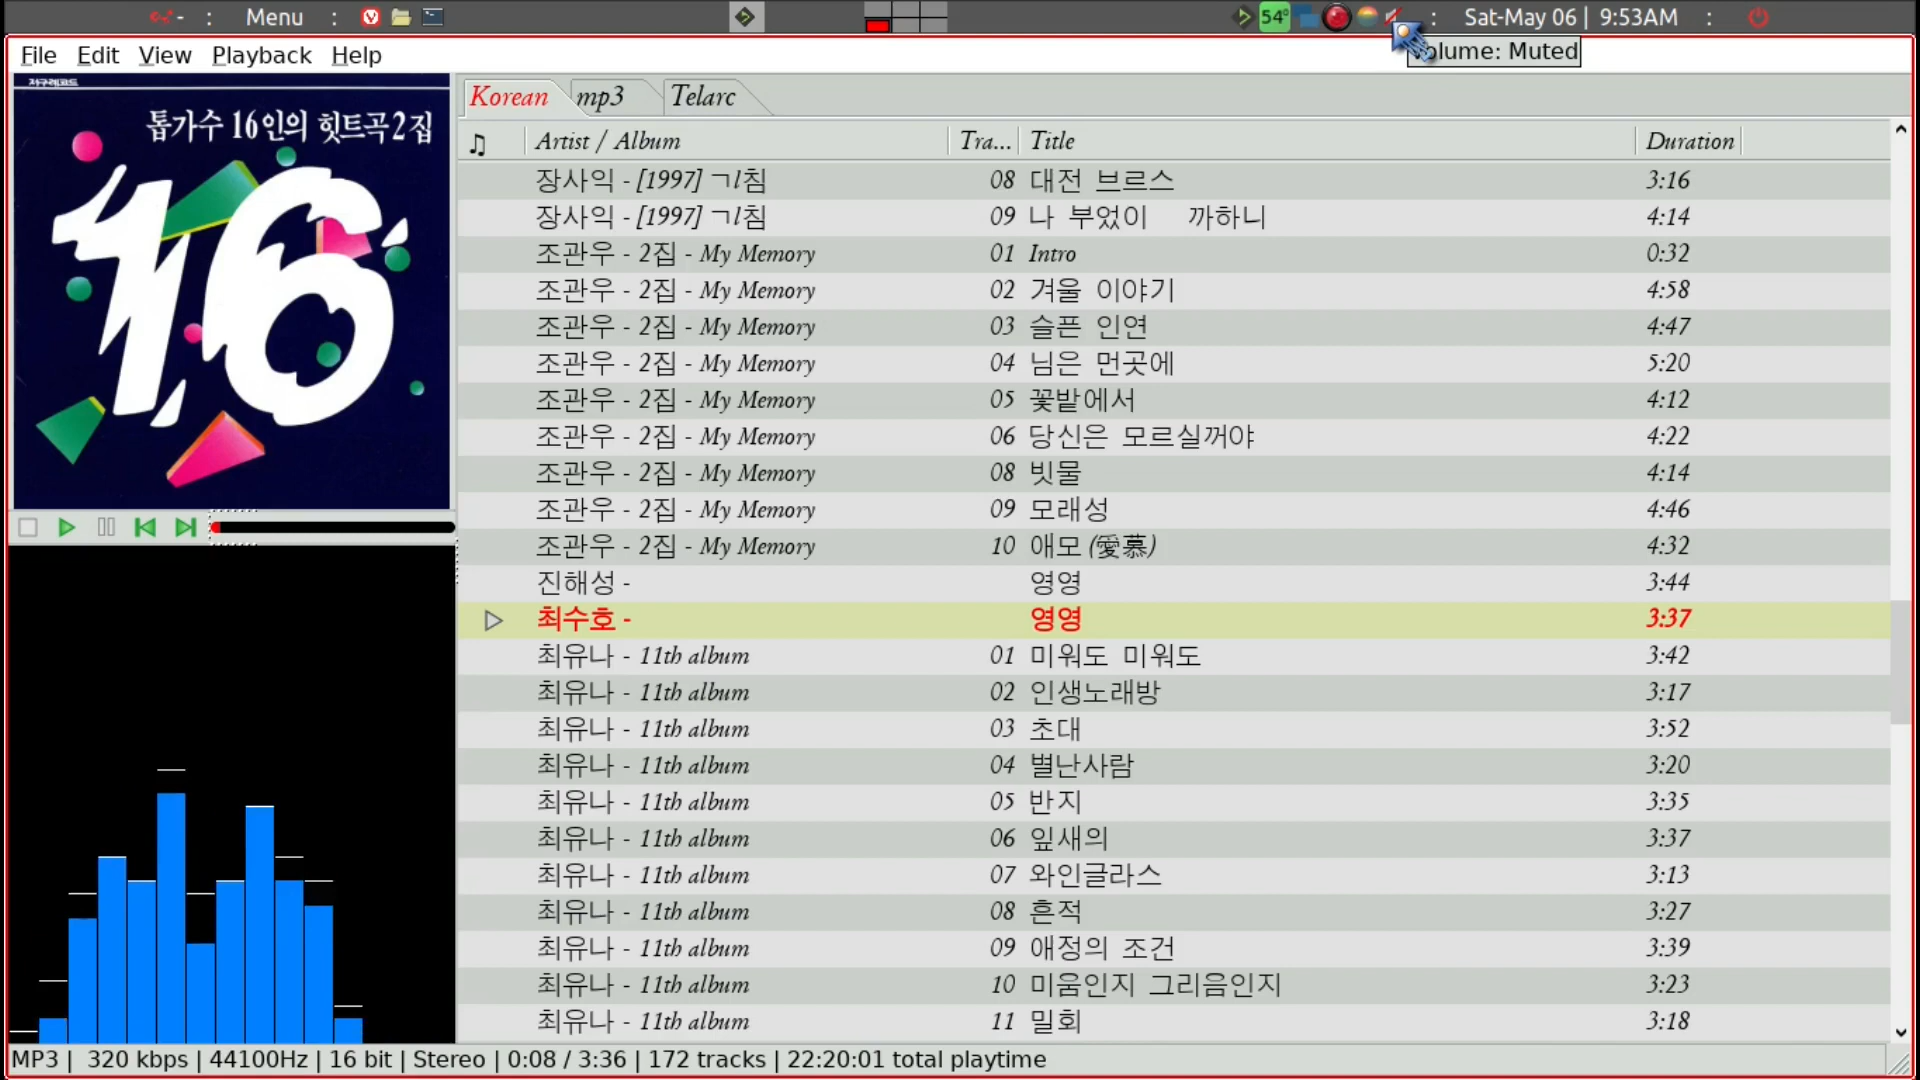 Menu
54°
Sat-May 06 | 9:53AM
olume: Muted
File Edit View Playback Help
지구레코드
톱가수 16인의 힛트곡2집
16
Korean mp3 Telarc
Artist / Album Tra... Title Duration
장사익 - [1997] ㄱㅣ침 08 대전 브르스 3:16
장사익 - [1997] ㄱㅣ침 09 나 부었이 까하니 4:14
조관우 - 2집 - My Memory 01 Intro 0:32
조관우 - 2집 - My Memory 02 겨울 이야기 4:58
조관우 - 2집 - My Memory 03 슬픈 인연 4:47
조관우 - 2집 - My Memory 04 님은 먼곳에 5:20
조관우 - 2집 - My Memory 05 꽃밭에서 4:12
조관우 - 2집 - My Memory 06 당신은 모르실꺼야 4:22
조관우 - 2집 - My Memory 08 빗물 4:14
조관우 - 2집 - My Memory 09 모래성 4:46
조관우 - 2집 - My Memory 10 애모 (愛慕) 4:32
진해성 - 영영 3:44
최수호 - 영영 3:37
최유나 - 11th album 01 미워도 미워도 3:42
최유나 - 11th album 02 인생노래방 3:17
최유나 - 11th album 03 초대 3:52
최유나 - 11th album 04 별난사람 3:20
최유나 - 11th album 05 반지 3:35
최유나 - 11th album 06 잎새의 3:37
최유나 - 11th album 07 와인글라스 3:13
최유나 - 11th album 08 흔적 3:27
최유나 - 11th album 09 애정의 조건 3:39
최유나 - 11th album 10 미움인지 그리음인지 3:23
최유나 - 11th album 11 밀회 3:18
MP3 | 320 kbps | 44100Hz | 16 bit | Stereo | 0:08 / 3:36 | 172 tracks | 22:20:01 total playtime